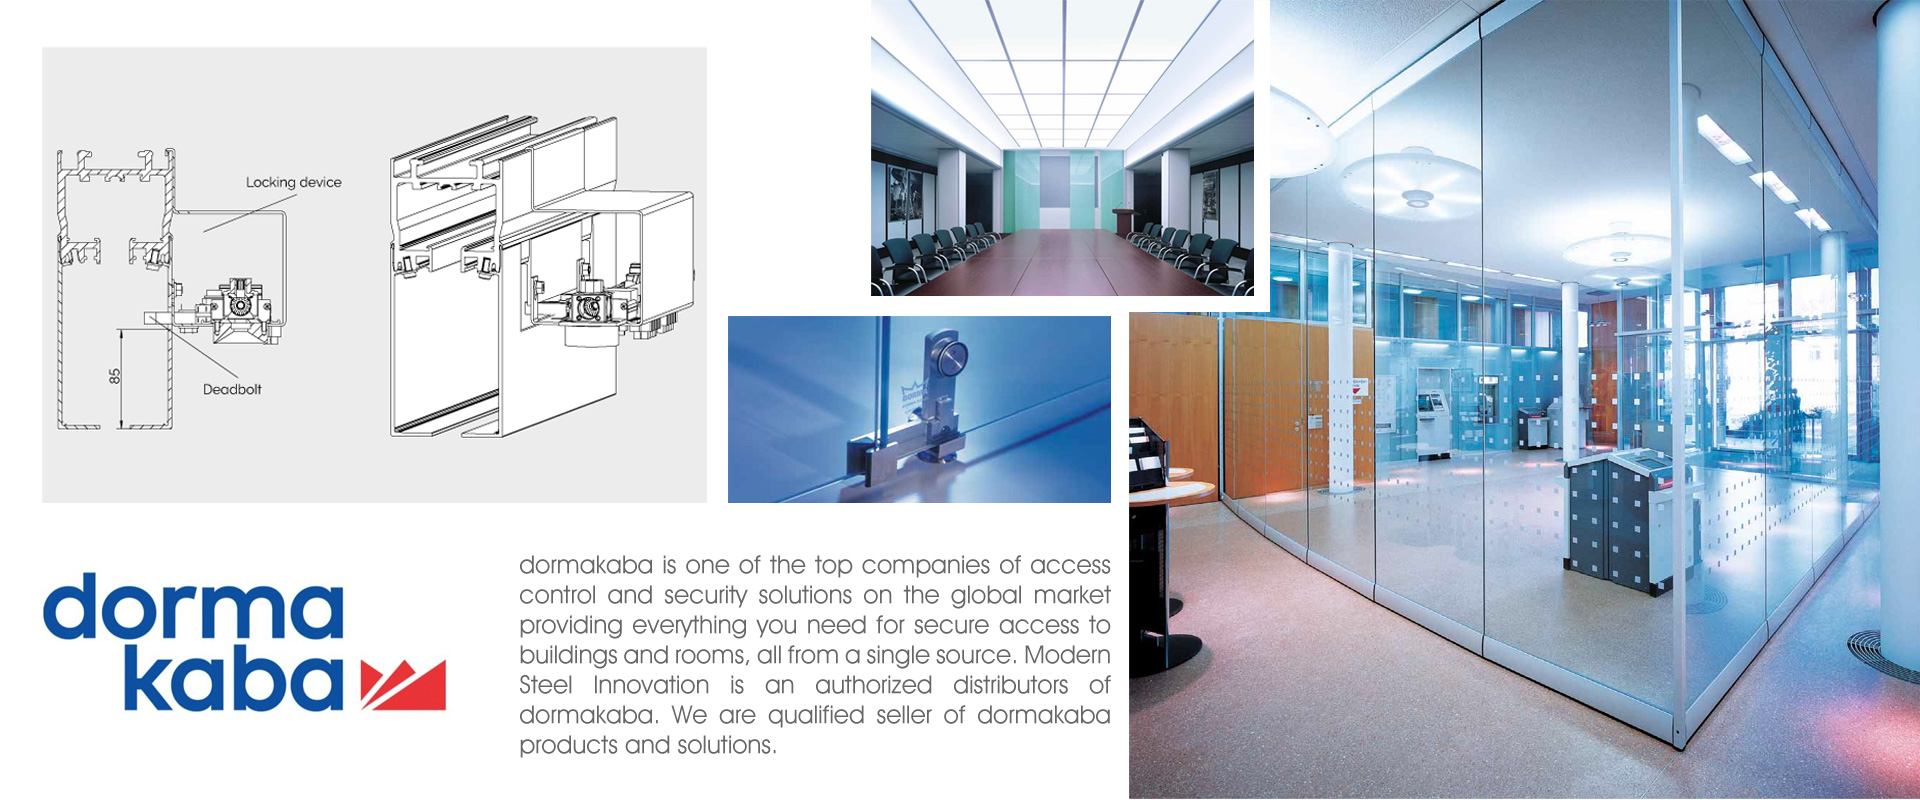 Locking device
85
Deadbolt
dorma
kaba
dormakaba is one of the top companies of access
control and security solutions on the global market
providing everything you need for secure access to
buildings and rooms, all from a single source. Modern
Steel Innovation is an authorized distributors of
dormakaba. We are qualified seller of dormakaba
products and solutions.